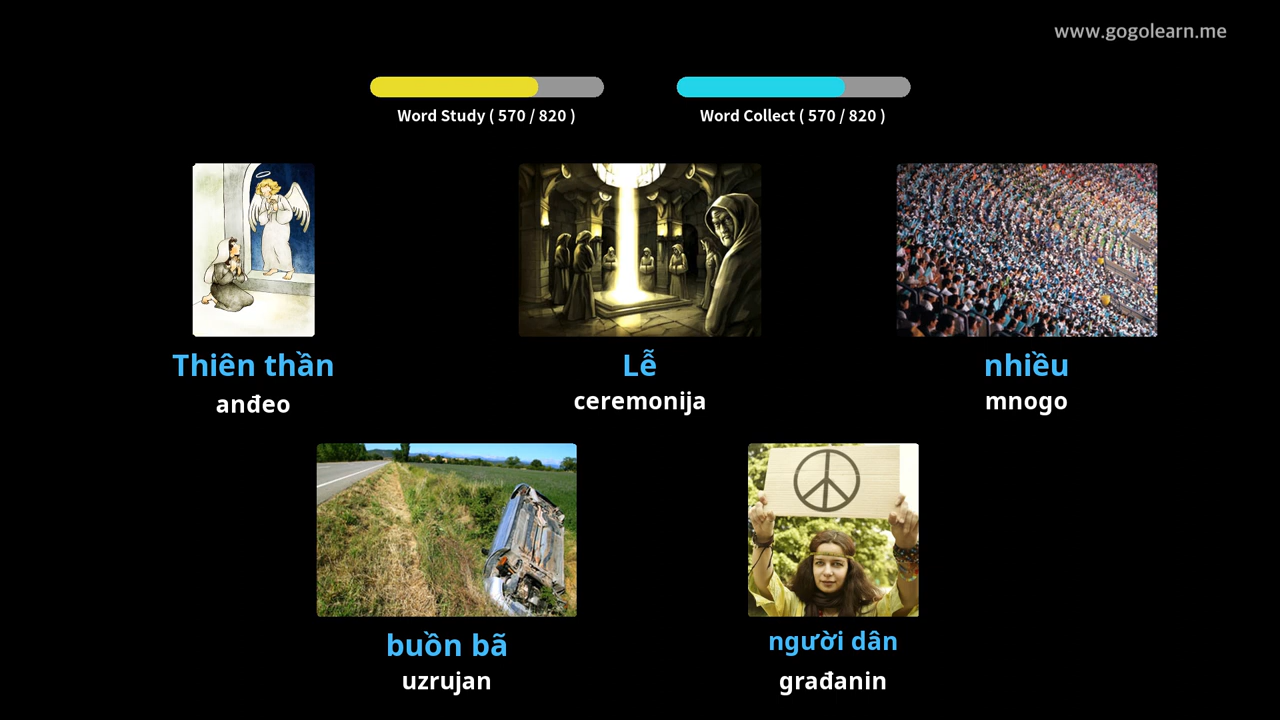 www.gogolearn.me
Word Study ( 570 / 820 )
Word Collect ( 570 / 820 )
Thiên thần
anđeo
Lễ
ceremonija
nhiều
mnogo
buồn bã
uzrujan
người dân
građanin